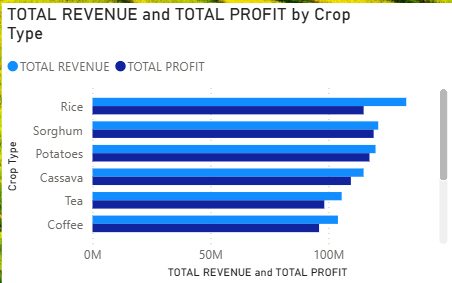 TOTAL REVENUE and TOTAL PROFIT by Crop
Type
TOTAL REVENUE TOTAL PROFIT
Crop Type
Rice
Sorghum
Potatoes
Cassava
Tea
Coffee
0M 50M 100M
TOTAL REVENUE and TOTAL PROFIT